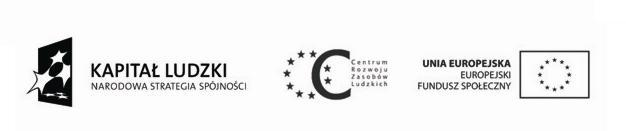 KAPITAŁ LUDZKI
NARODOWA STRATEGIA SPÓJNOŚCI
Centrum
Rozwoju
Zasobów
Ludzkich
UNIA EUROPEJSKA
EUROPEJSKI
FUNDUSZ SPOŁECZNY